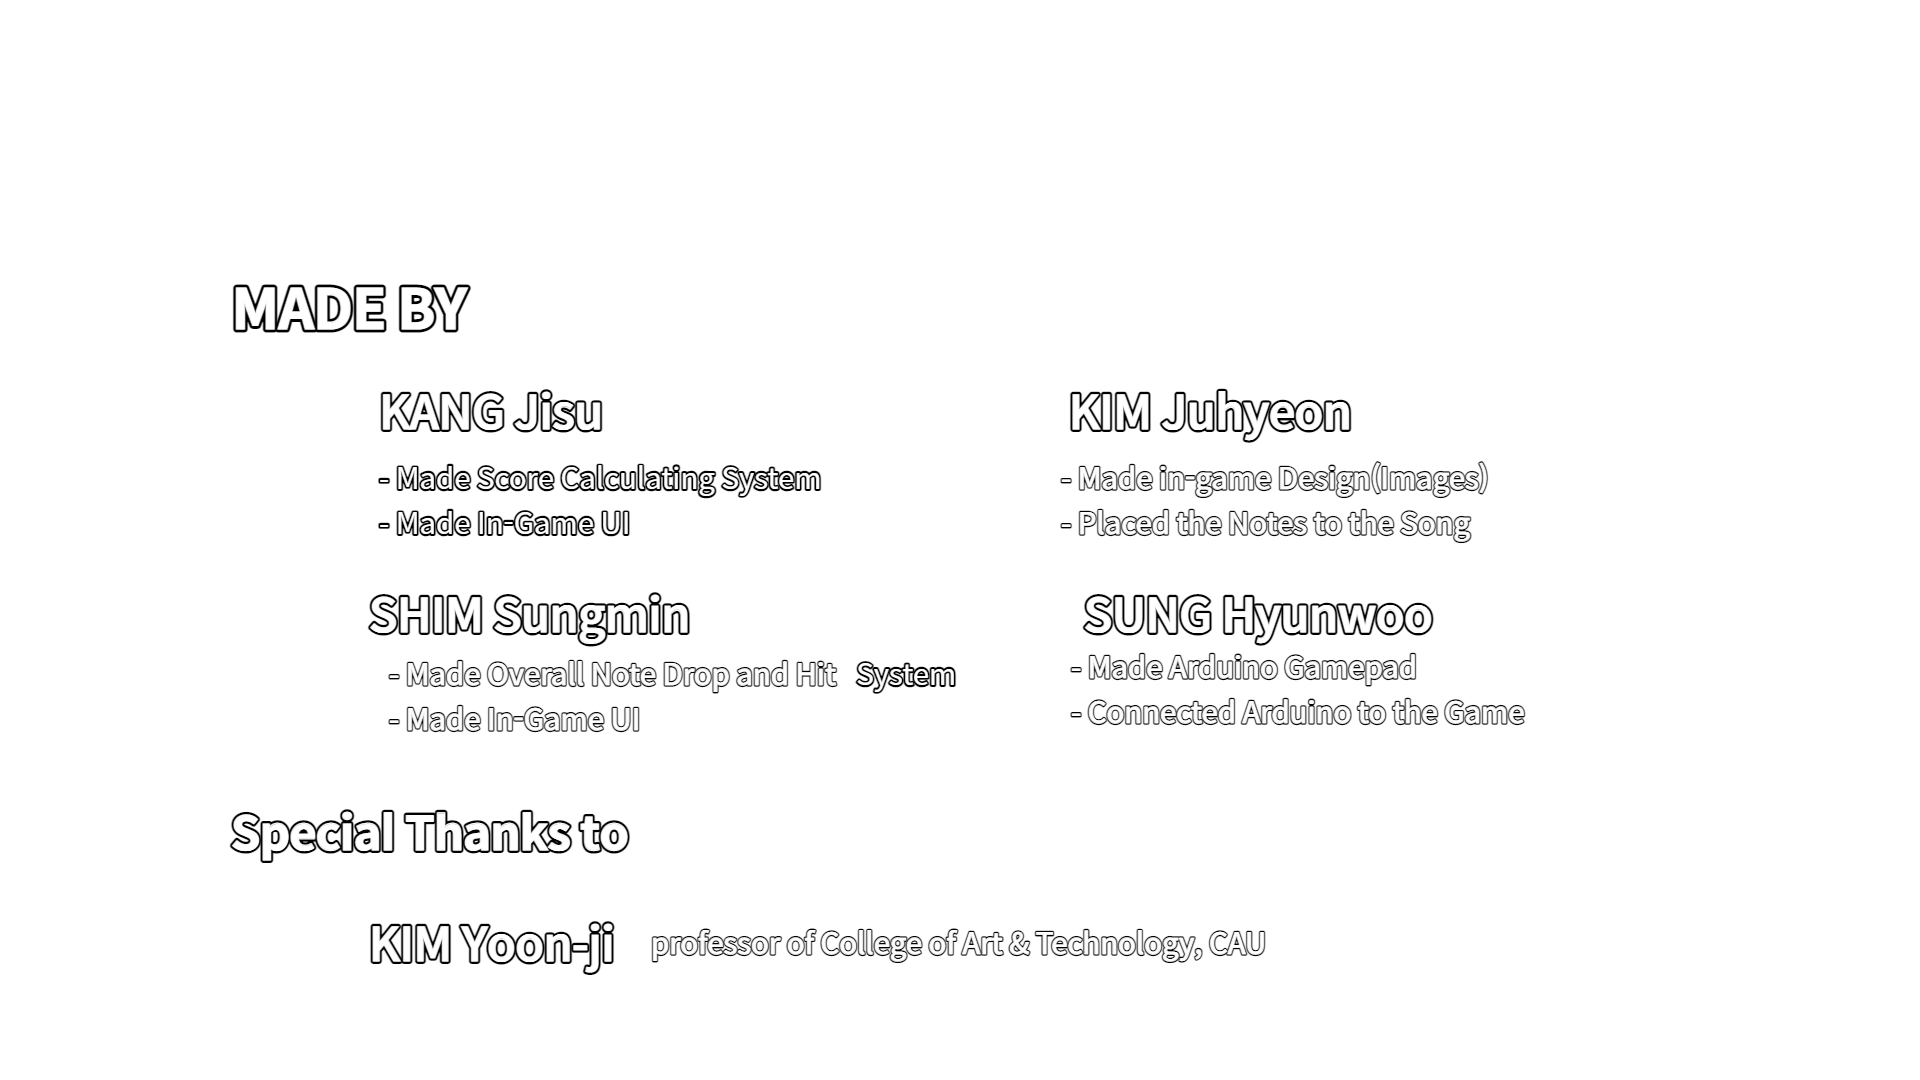 MADE BY
KANG Jisu
- Made Score Calculating System
- Made In-Game UI
KIM Juhyeon
- Made in-game Design(Images)
- Placed the Notes to the Song
SHIM Sungmin
- Made Overall Note Drop and Hit System
- Made In-Game UI
SUNG Hyunwoo
- Made Arduino Gamepad
- Connected Arduino to the Game
Special Thanks to
KIM Yoon-ji professor of College of Art & Technology, CAU